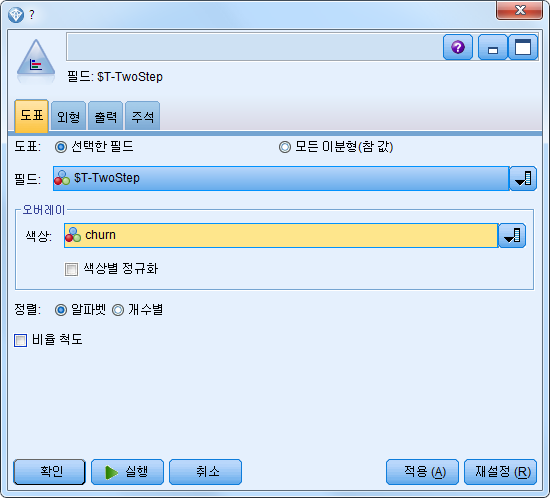 ?
?
필드: $T-TwoStep
도표 외형 출력 주석
도표: 선택한 필드 모든 이분형(참 값)
필드: $T-TwoStep
오버레이
색상: churn
색상별 정규화
정렬: 알파벳 개수별
비율 척도
확인 실행 취소 적용 (A) 재설정 (R)